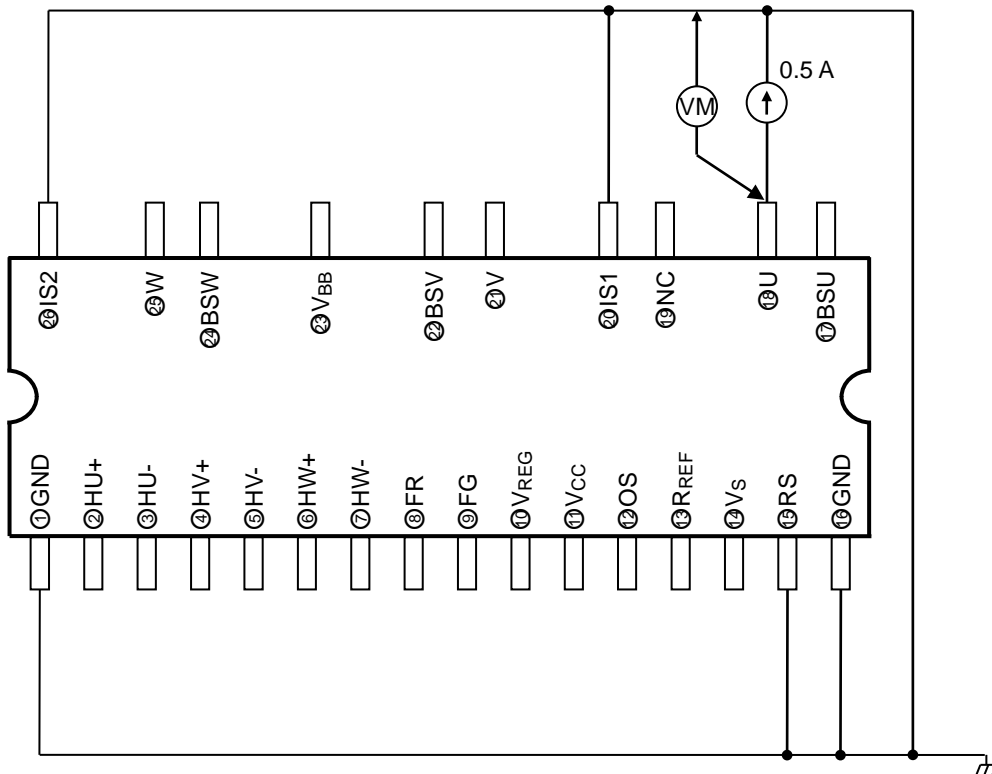 0.5 A
VM
㉖IS2
㉕W
㉔BSW
㉓VBB
㉒BSV
㉑V
⑳IS1
⑲NC
⑱U
⑰BSU
①GND
②HU+
③HU-
④HV+
⑤HV-
⑥HW+
⑦HW-
⑧FR
⑨FG
⑩VREG
⑪VCC
⑫OS
⑬RREF
⑭VS
⑮RS
⑯GND